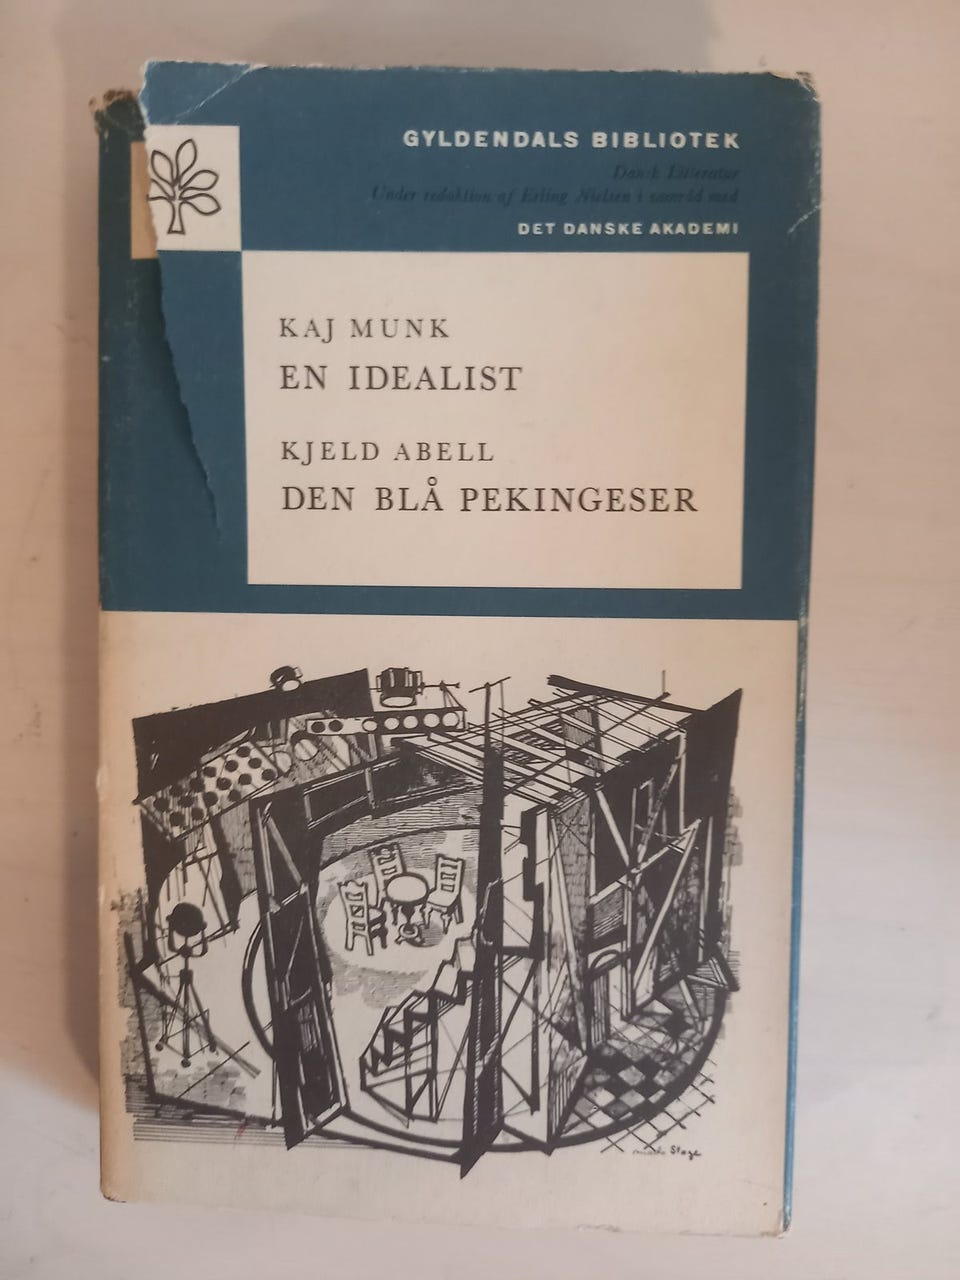 GYLDENDALS BIBLIOTEK
Dansk Litteratur
Under redaktion af Erling Nielsen i samråd med
DET DANSKE AKADEMI
KAJ MUNK
EN IDEALIST
KJELD ABELL
DEN BLÅ PEKINGESER
Stage